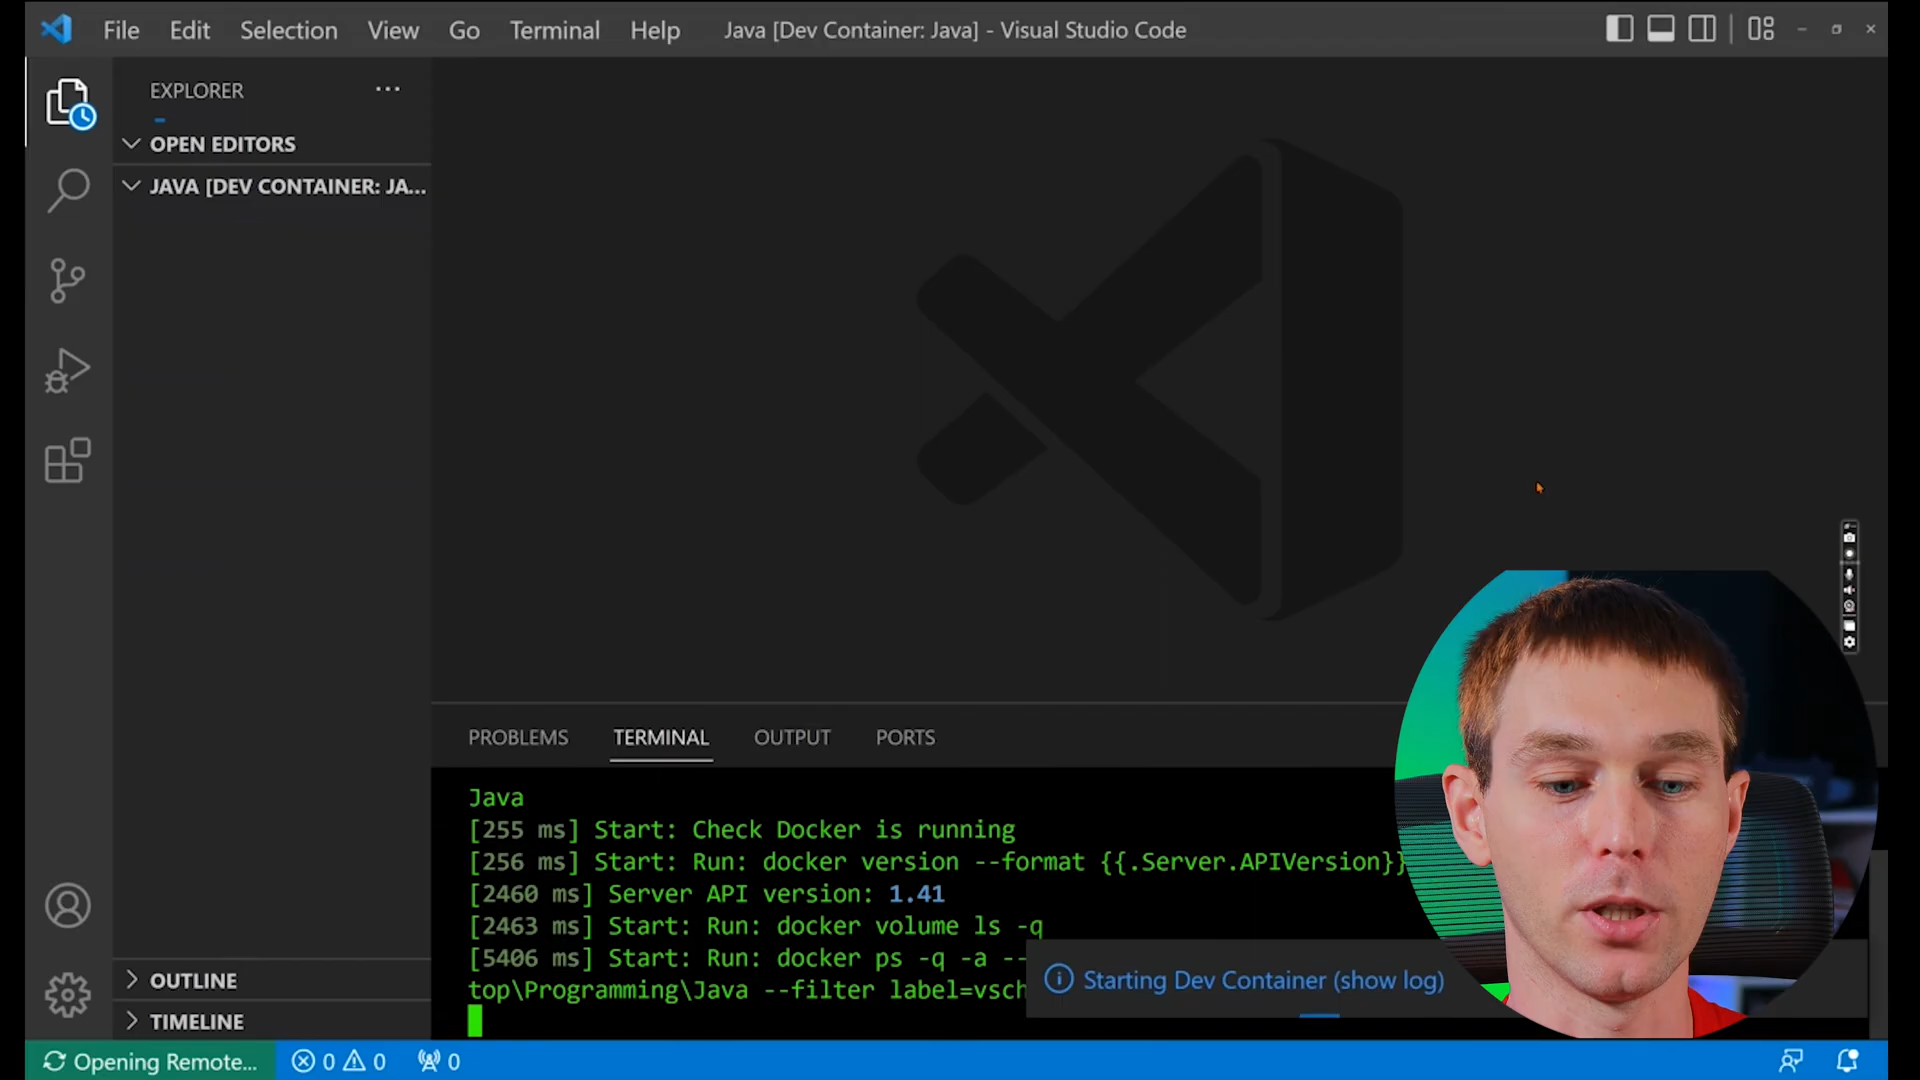 File Edit Selection View Go Terminal Help Java [Dev Container: Java] - Visual Studio Code
EXPLORER
OPEN EDITORS
JAVA [DEV CONTAINER: JA...
OUTLINE
TIMELINE
PROBLEMS TERMINAL OUTPUT PORTS
Java
[255 ms] Start: Check Docker is running
[256 ms] Start: Run: docker version --format {{.Server.APIVersion}}
[2460 ms] Server API version: 1.41
[2463 ms] Start: Run: docker volume ls -q
[5406 ms] Start: Run: docker ps -q -a --
top\Programming\Java --filter label=vsch
Starting Dev Container (show log)
Opening Remote... 0 0 0